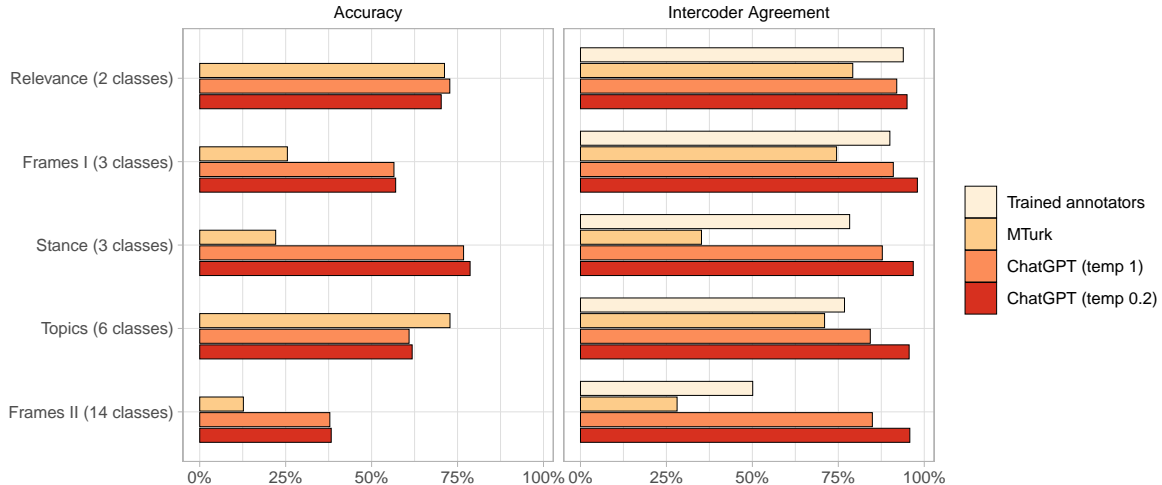 Accuracy
Intercoder Agreement
Relevance (2 classes)
Frames I (3 classes)
Stance (3 classes)
Topics (6 classes)
Frames II (14 classes)
0% 25% 50% 75% 100%
0% 25% 50% 75% 100%
Trained annotators
MTurk
ChatGPT (temp 1)
ChatGPT (temp 0.2)